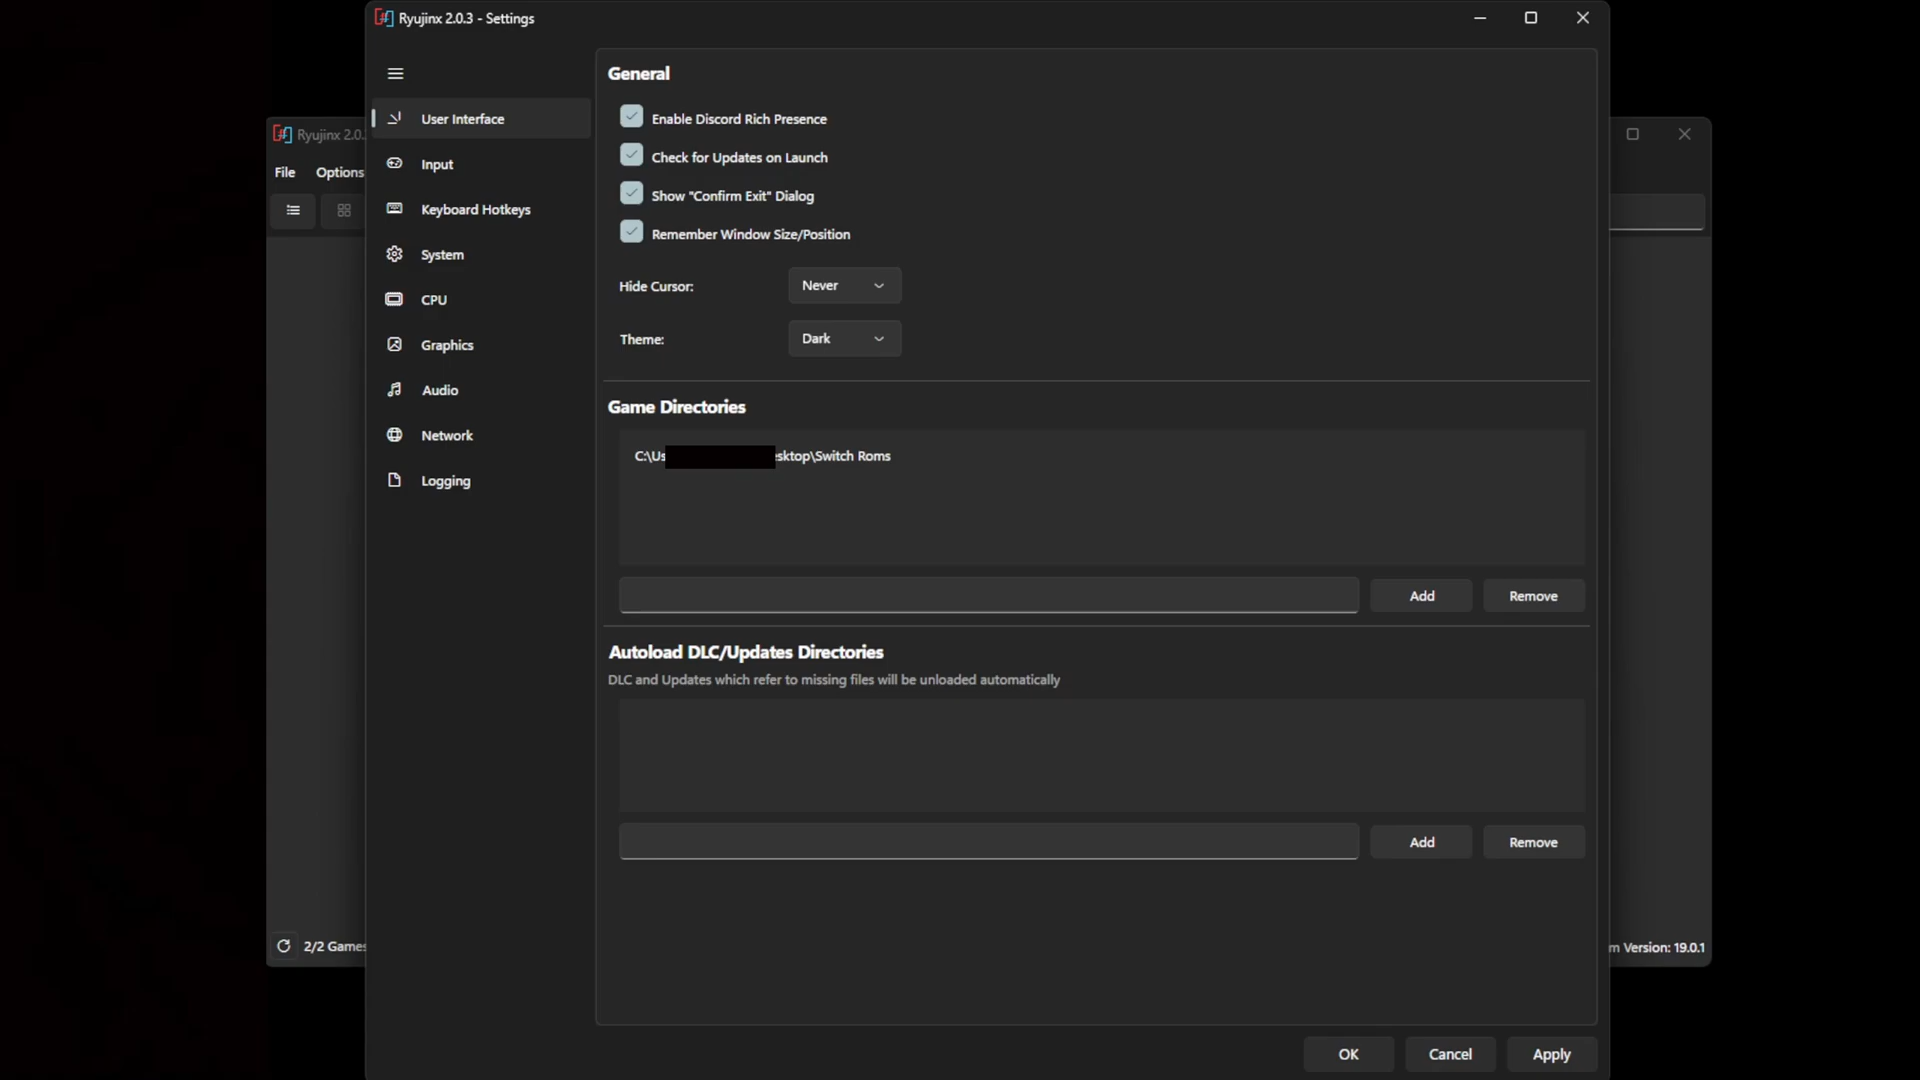 Ryujinx 2.0.3 - Settings
General
User Interface
Enable Discord Rich Presence
Ryujinx 2.0.
Input
Check for Updates on Launch
File
Options
Show "Confirm Exit" Dialog
Keyboard Hotkeys
Remember Window Size/Position
System
Hide Cursor:
Never
CPU
Theme:
Dark
Graphics
Audio
Game Directories
Network
C:\Us
esktop\Switch Roms
Logging
Add
Remove
Autoload DLC/Updates Directories
DLC and Updates which refer to missing files will be unloaded automatically
Add
Remove
2/2 Games
m Version: 19.0.1
OK
Cancel
Apply